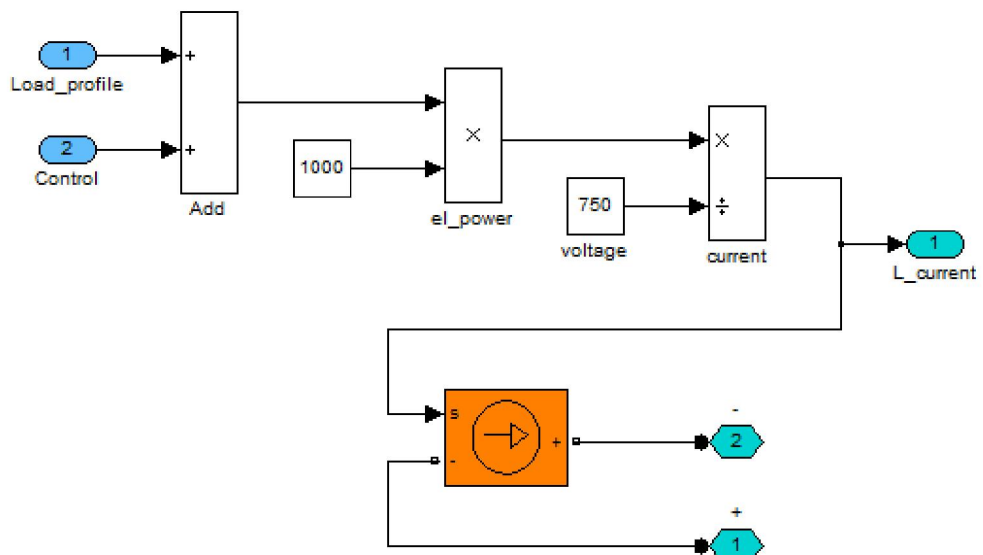 1
+
Load_profile
2
+
Control
Add
1000
×
el_power
750
voltage
×
÷
current
1
L_current
s
-
+
-
2
+
1